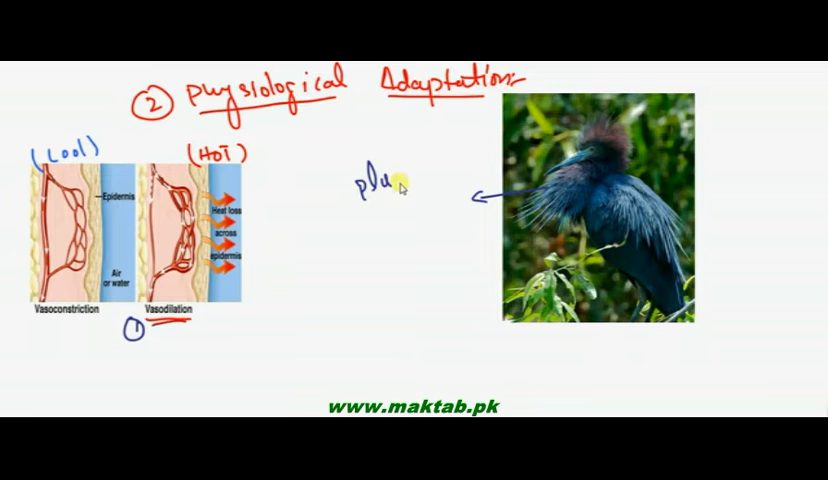 ② Physiological Adaptations
(Cool)
(HOT)
Epidermis
Heat loss
across
epidermis
Air
or water
Vasoconstriction
Vasodilation
①
plu
www.maktab.pk